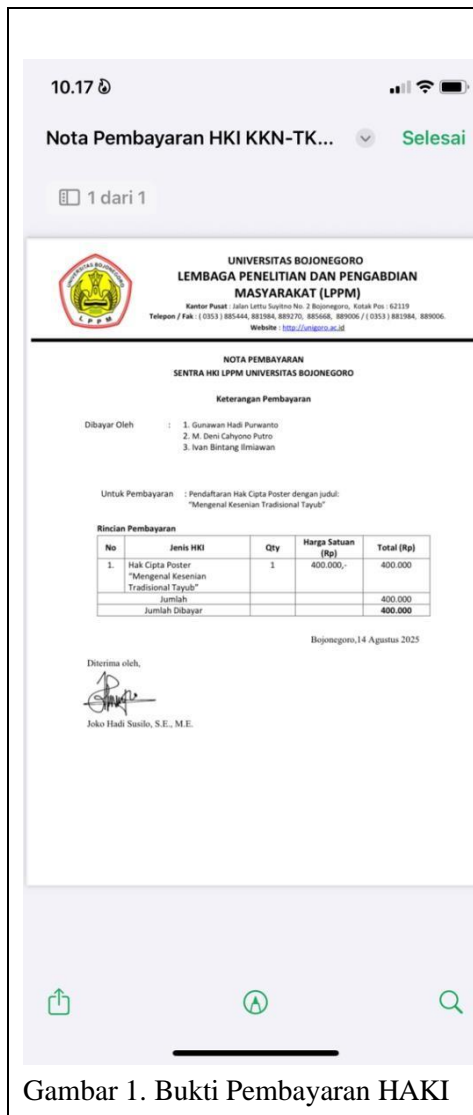 10.17
Nota Pembayaran HKI KKN-TK...
Selesai
1 dari 1
UNIVERSITAS BOJONEGORO
LEMBAGA PENELITIAN DAN PENGABDIAN
MASYARAKAT (LPPM)
Kantor Pusat : Jalan Lettu Suyitno No. 2 Bojonegoro, Kotak Pos : 62119
Telepon / Fak : ( 0353 ) 885444, 881984, 889270, 885668, 889006 / ( 0353 ) 881984, 889006.
Website : http://unigoro.ac.id
UNIVERSITAS BOJONEGORO
LPPM
NOTA PEMBAYARAN
SENTRA HKI LPPM UNIVERSITAS BOJONEGORO
Keterangan Pembayaran
Dibayar Oleh : 1. Gunawan Hadi Purwanto
2. M. Deni Cahyono Putro
3. Ivan Bintang Ilmiawan
Untuk Pembayaran : Pendaftaran Hak Cipta Poster dengan judul:
"Mengenal Kesenian Tradisional Tayub"
Rincian Pembayaran
No Jenis HKI Qty Harga Satuan (Rp) Total (Rp)
1. Hak Cipta Poster 1 400.000,- 400.000
"Mengenal Kesenian
Tradisional Tayub"
Jumlah 400.000
Jumlah Dibayar 400.000
Bojonegoro,14 Agustus 2025
Diterima oleh,
Joko Hadi Susilo, S.E., M.E.
Gambar 1. Bukti Pembayaran HAKI